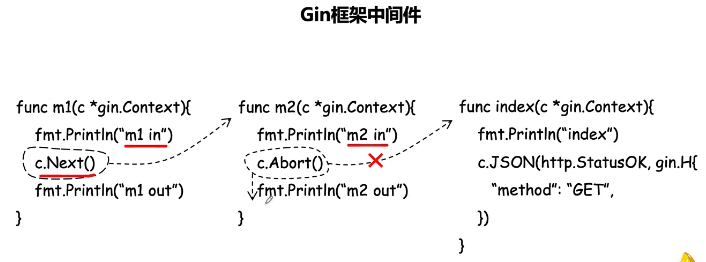 Gin框架中间件
func m1(c *gin.Context){
fmt.Println(“m1 in”)
c.Next()
fmt.Println(“m1 out”)
}
func m2(c *gin.Context){
fmt.Println(“m2 in”)
c.Abort()
fmt.Println(“m2 out”)
}
func index(c *gin.Context){
fmt.Println(“index”)
c.JSON(http.StatusOK, gin.H{
“method”: “GET”,
})
}